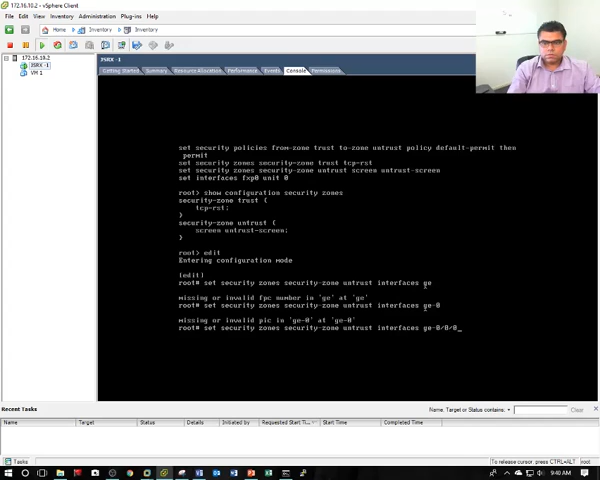 172.16.10.2 - vSphere Client
File Edit View Inventory Administration Plug-ins Help
Home Inventory Inventory
172.16.10.2
JSRX -1
VM 1
JSRX -1
Getting Started Summary Resource Allocation Performance Events Console Permissions
set security policies from-zone trust to-zone untrust policy default-permit then
permit
set security zones security-zone trust tcp-rst
set security zones security-zone untrust screen untrust-screen
set interfaces fxp0 unit 0
root> show configuration security zones
security-zone trust {
tcp-rst;
}
security-zone untrust {
screen untrust-screen;
}
root> edit
Entering configuration mode
[edit]
root# set security zones security-zone untrust interfaces ge
missing or invalid fpc number in 'ge' at 'ge'
root# set security zones security-zone untrust interfaces ge-0
missing or invalid pic in 'ge-0' at 'ge-0'
root# set security zones security-zone untrust interfaces ge-0/0/0_
Recent Tasks
Name, Target or Status contains: Clear
Name Target Status Details Initiated by Requested Start Ti... Start Time Completed Time
Tasks To release cursor, press CTRL+ALT root
9:40 AM